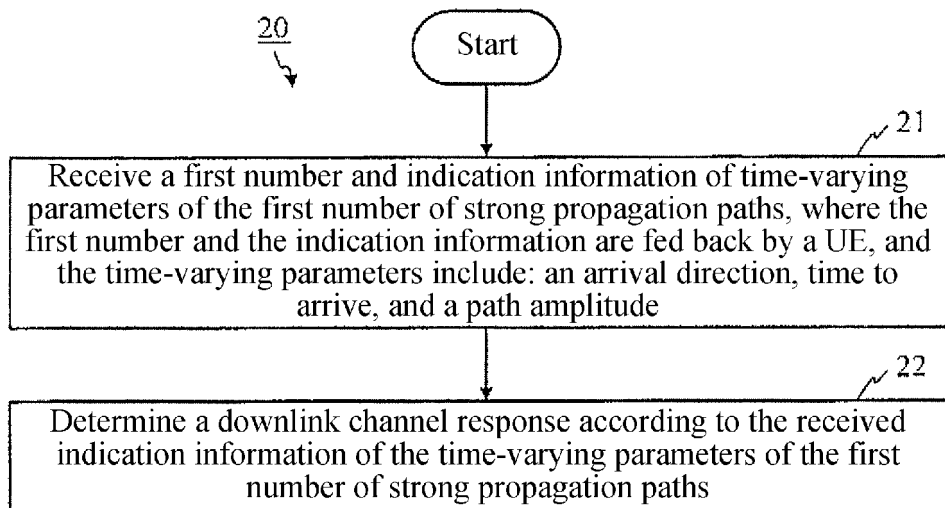 20
Start
21
Receive a first number and indication information of time-varying
parameters of the first number of strong propagation paths, where the
first number and the indication information are fed back by a UE, and
the time-varying parameters include: an arrival direction, time to
arrive, and a path amplitude
22
Determine a downlink channel response according to the received
indication information of the time-varying parameters of the first
number of strong propagation paths